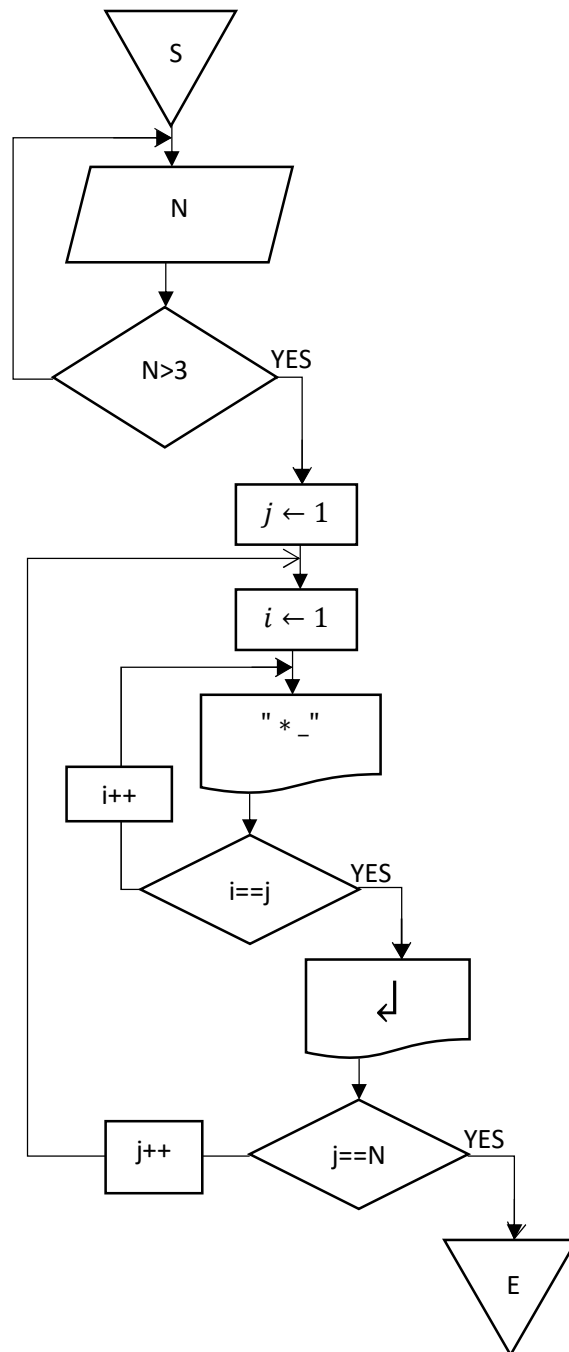 S
N
N>3
YES
j ← 1
i ← 1
" * _"
i++
i==j
YES
↲
j++
j==N
YES
E